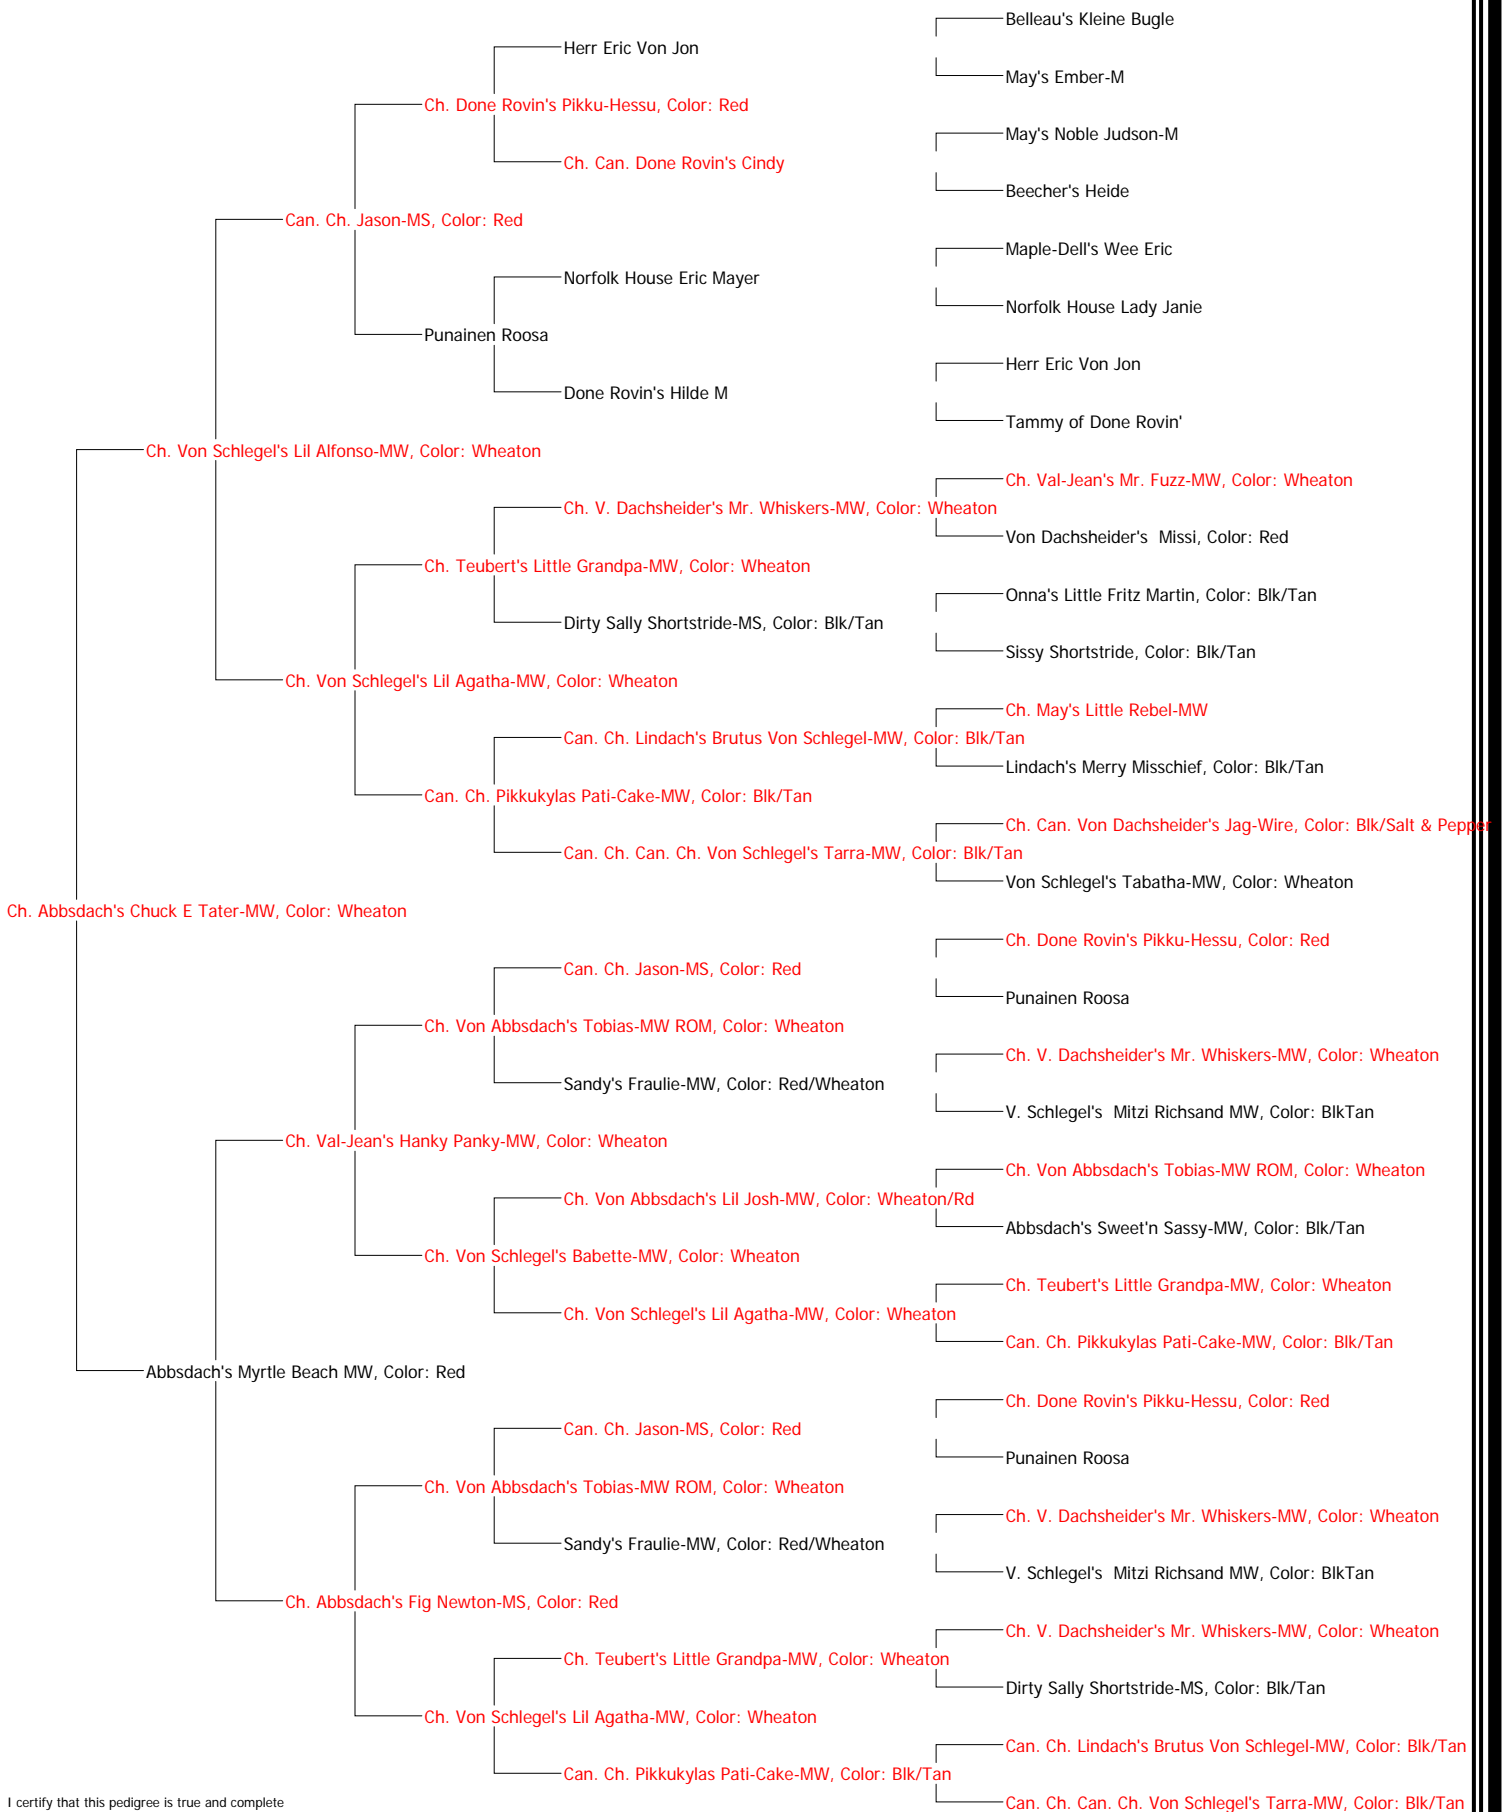 Belleau's Kleine Bugle
Herr Eric Von Jon
May's Ember-M
Ch. Done Rovin's Pikku-Hessu, Color: Red
May's Noble Judson-M
Ch. Can. Done Rovin's Cindy
Beecher's Heide
Can. Ch. Jason-MS, Color: Red
Maple-Dell's Wee Eric
Norfolk House Eric Mayer
Norfolk House Lady Janie
Punainen Roosa
Herr Eric Von Jon
Done Rovin's Hilde M
Tammy of Done Rovin'
Ch. Von Schlegel's Lil Alfonso-MW, Color: Wheaton
Ch. Val-Jean's Mr. Fuzz-MW, Color: Wheaton
Ch. V. Dachsheider's Mr. Whiskers-MW, Color: Wheaton
Von Dachsheider's  Missi, Color: Red
Ch. Teubert's Little Grandpa-MW, Color: Wheaton
Onna's Little Fritz Martin, Color: Blk/Tan
Dirty Sally Shortstride-MS, Color: Blk/Tan
Sissy Shortstride, Color: Blk/Tan
Ch. Von Schlegel's Lil Agatha-MW, Color: Wheaton
Ch. May's Little Rebel-MW
Can. Ch. Lindach's Brutus Von Schlegel-MW, Color: Blk/Tan
Lindach's Merry Misschief, Color: Blk/Tan
Can. Ch. Pikkukylas Pati-Cake-MW, Color: Blk/Tan
Ch. Can. Von Dachsheider's Jag-Wire, Color: Blk/Salt & Pepper
Can. Ch. Can. Ch. Von Schlegel's Tarra-MW, Color: Blk/Tan
Von Schlegel's Tabatha-MW, Color: Wheaton
Ch. Abbsdach's Chuck E Tater-MW, Color: Wheaton
Ch. Done Rovin's Pikku-Hessu, Color: Red
Can. Ch. Jason-MS, Color: Red
Punainen Roosa
Ch. Von Abbsdach's Tobias-MW ROM, Color: Wheaton
Ch. V. Dachsheider's Mr. Whiskers-MW, Color: Wheaton
Sandy's Fraulie-MW, Color: Red/Wheaton
V. Schlegel's  Mitzi Richsand MW, Color: BlkTan
Ch. Val-Jean's Hanky Panky-MW, Color: Wheaton
Ch. Von Abbsdach's Tobias-MW ROM, Color: Wheaton
Ch. Von Abbsdach's Lil Josh-MW, Color: Wheaton/Rd
Abbsdach's Sweet'n Sassy-MW, Color: Blk/Tan
Ch. Von Schlegel's Babette-MW, Color: Wheaton
Ch. Teubert's Little Grandpa-MW, Color: Wheaton
Ch. Von Schlegel's Lil Agatha-MW, Color: Wheaton
Can. Ch. Pikkukylas Pati-Cake-MW, Color: Blk/Tan
Abbsdach's Myrtle Beach MW, Color: Red
Ch. Done Rovin's Pikku-Hessu, Color: Red
Can. Ch. Jason-MS, Color: Red
Punainen Roosa
Ch. Von Abbsdach's Tobias-MW ROM, Color: Wheaton
Ch. V. Dachsheider's Mr. Whiskers-MW, Color: Wheaton
Sandy's Fraulie-MW, Color: Red/Wheaton
V. Schlegel's  Mitzi Richsand MW, Color: BlkTan
Ch. Abbsdach's Fig Newton-MS, Color: Red
Ch. V. Dachsheider's Mr. Whiskers-MW, Color: Wheaton
Ch. Teubert's Little Grandpa-MW, Color: Wheaton
Dirty Sally Shortstride-MS, Color: Blk/Tan
Ch. Von Schlegel's Lil Agatha-MW, Color: Wheaton
Can. Ch. Lindach's Brutus Von Schlegel-MW, Color: Blk/Tan
Can. Ch. Pikkukylas Pati-Cake-MW, Color: Blk/Tan
Can. Ch. Can. Ch. Von Schlegel's Tarra-MW, Color: Blk/Tan
I certify that this pedigree is true and complete